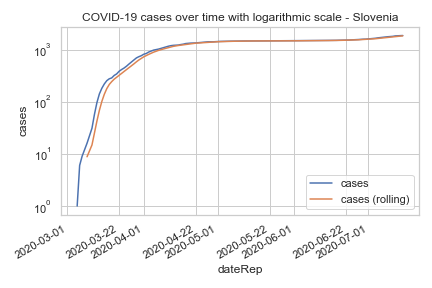 COVID-19 cases over time with logarithmic scale - Slovenia
cases
10³
10²
10¹
10⁰
cases
cases (rolling)
2020-03-01
2020-03-22
2020-04-01
2020-04-22
2020-05-01
2020-05-22
2020-06-01
2020-06-22
2020-07-01
dateRep